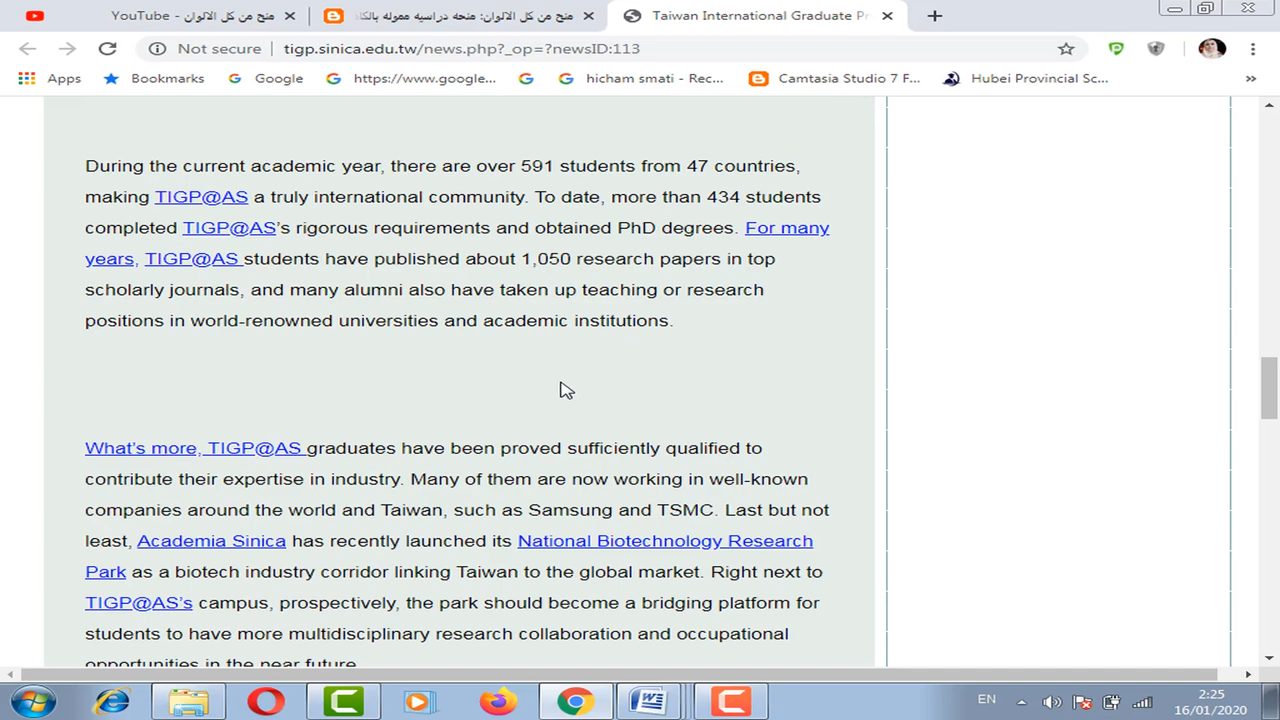 منح من كل الالوان - YouTube
منح من كل الالوان: منحه دراسيه مموله بالكا
Taiwan International Graduate Pr
Not secure
tigp.sinica.edu.tw/news.php?_op=?newsID:113
Apps
Bookmarks
Google
https://www.google...
hicham smati - Rec...
Camtasia Studio 7 F...
Hubei Provincial Sc...
»
During the current academic year, there are over 591 students from 47 countries,
making TIGP@AS a truly international community. To date, more than 434 students
completed TIGP@AS's rigorous requirements and obtained PhD degrees. For many
years, TIGP@AS students have published about 1,050 research papers in top
scholarly journals, and many alumni also have taken up teaching or research
positions in world-renowned universities and academic institutions.
What's more, TIGP@AS graduates have been proved sufficiently qualified to
contribute their expertise in industry. Many of them are now working in well-known
companies around the world and Taiwan, such as Samsung and TSMC. Last but not
least, Academia Sinica has recently launched its National Biotechnology Research
Park as a biotech industry corridor linking Taiwan to the global market. Right next to
TIGP@AS's campus, prospectively, the park should become a bridging platform for
students to have more multidisciplinary research collaboration and occupational
opportunities in the near future.
EN
2:25
16/01/2020